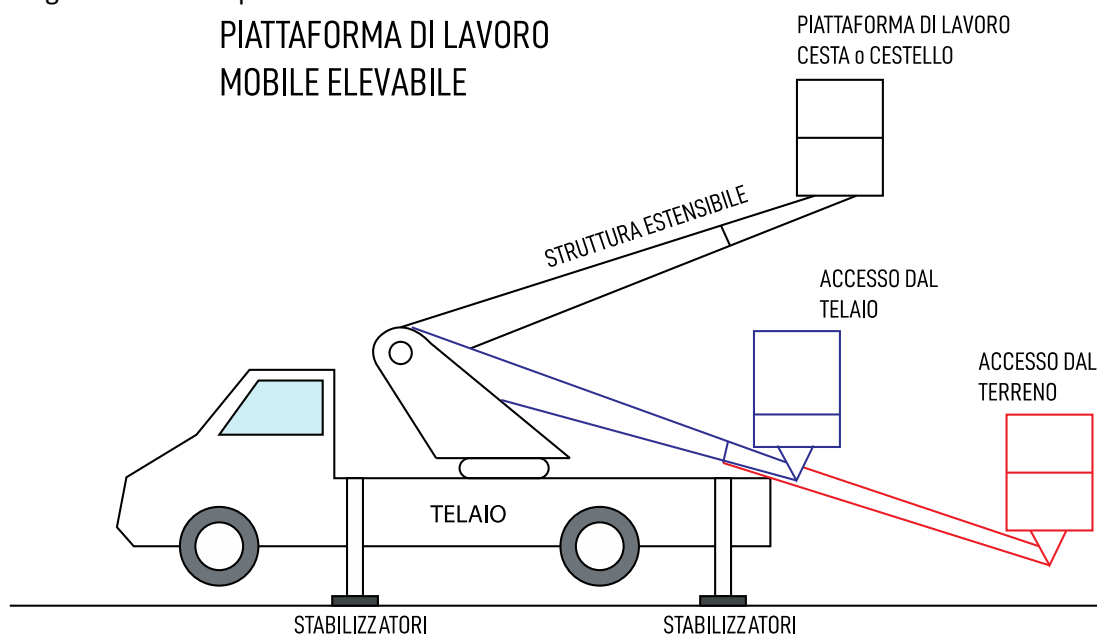 PIATTAFORMA DI LAVORO
MOBILE ELEVABILE
PIATTAFORMA DI LAVORO
CESTA o CESTELLO
STRUTTURA ESTENSIBILE
ACCESSO DAL
TELAIO
ACCESSO DAL
TERRENO
TELAIO
STABILIZZATORI
STABILIZZATORI